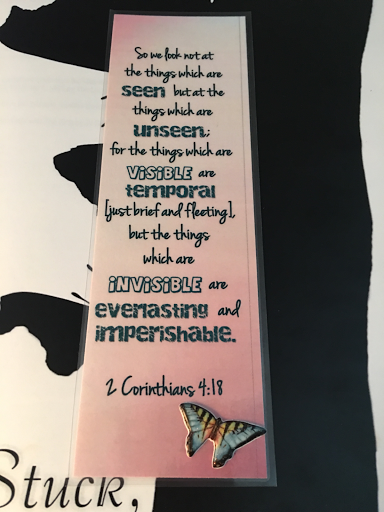 So we look not at
the things which are
seen but at the
things which are
unseen;
for the things which are
VISIBLE are
temporal
[just brief and fleeting],
but the things
which are
INVISIBLE are
everlasting and
imperishable.
2 Corinthians 4:18
Stuck,